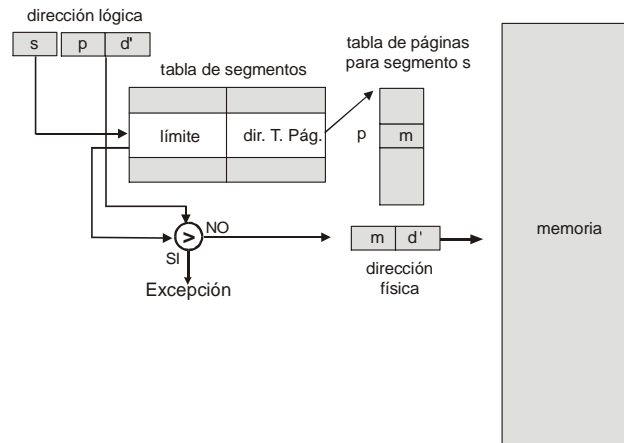 dirección lógica
s p d'
tabla de segmentos
tabla de páginas
para segmento s
límite dir. T. Pág.
p m
> NO
SI
Excepción
m d'
dirección
física
memoria